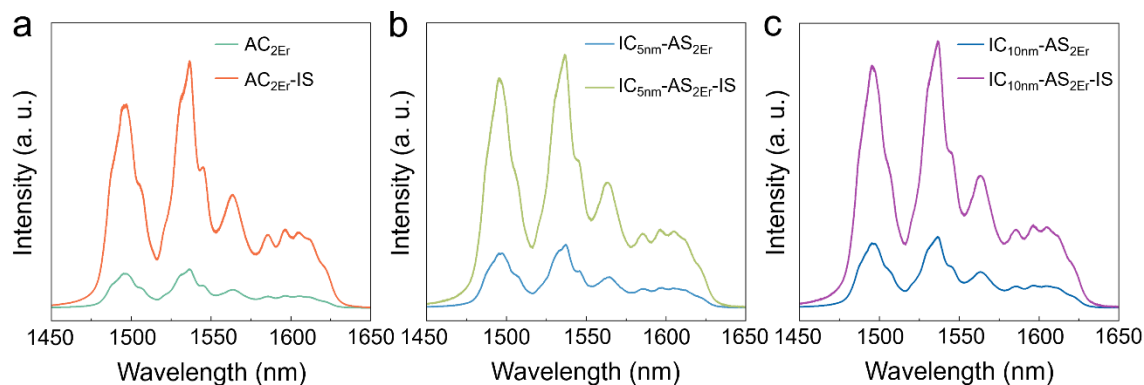 a
AC2Er
AC2Er-IS
Intensity (a. u.)
1450 1500 1550 1600 1650
Wavelength (nm)
b
IC5nm-AS2Er
IC5nm-AS2Er-IS
Intensity (a. u.)
1450 1500 1550 1600 1650
Wavelength (nm)
c
IC10nm-AS2Er
IC10nm-AS2Er-IS
Intensity (a. u.)
1450 1500 1550 1600 1650
Wavelength (nm)